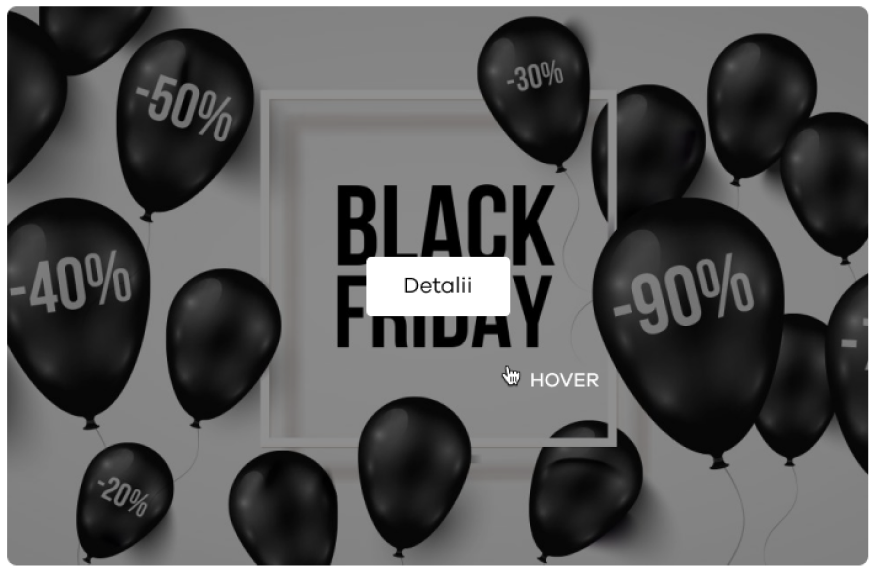 -50%
-30%
BLACK
-40%
Detalii
FRIDAY
-90%
HOVER
-20%